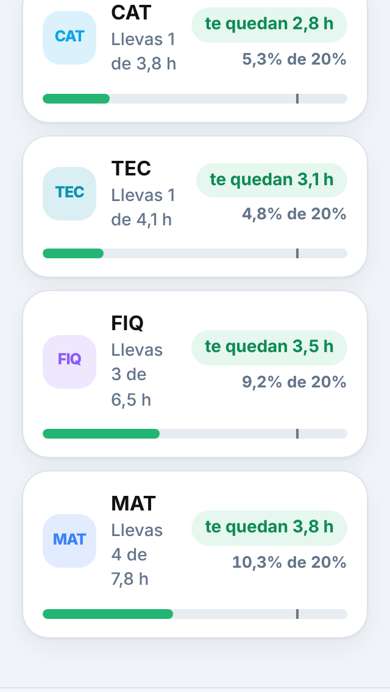 CAT
CAT
Llevas 1
de 3,8 h
te quedan 2,8 h
5,3% de 20%
TEC
TEC
Llevas 1
de 4,1 h
te quedan 3,1 h
4,8% de 20%
FIQ
FIQ
Llevas
3 de
6,5 h
te quedan 3,5 h
9,2% de 20%
MAT
MAT
Llevas
4 de
7,8 h
te quedan 3,8 h
10,3% de 20%